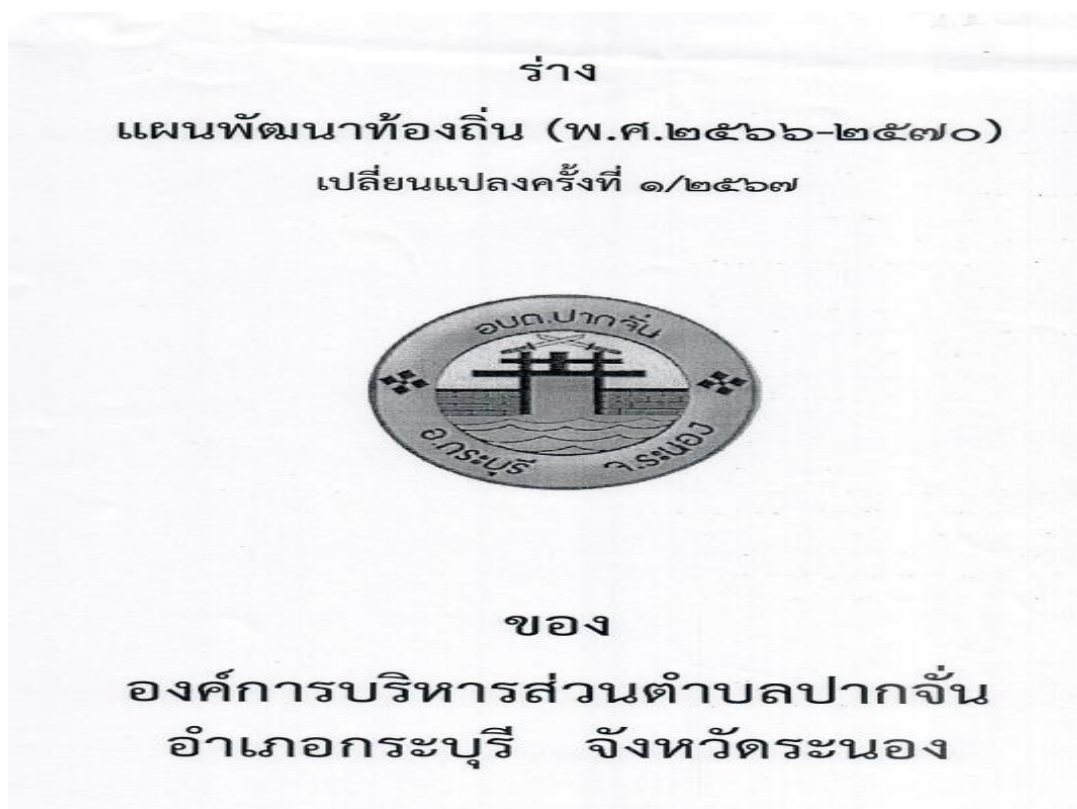 ร่าง
แผนพัฒนาท้องถิ่น (พ.ศ.๒๕๖๖-๒๕๗๐)
เปลี่ยนแปลงครั้งที่ ๑/๒๕๖๗
อบต.ปากจั่น
อ.กระบุรี จ.ระนอง
ของ
องค์การบริหารส่วนตำบลปากจั่น
อำเภอกระบุรี จังหวัดระนอง